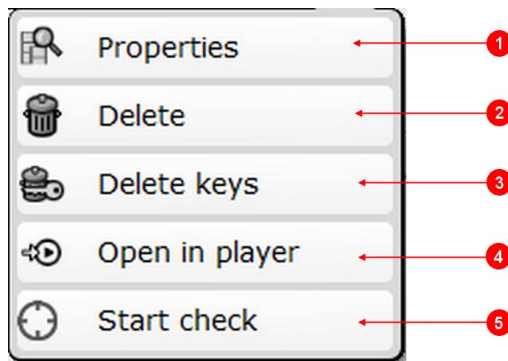 Properties 1
Delete 2
Delete keys 3
Open in player 4
Start check 5